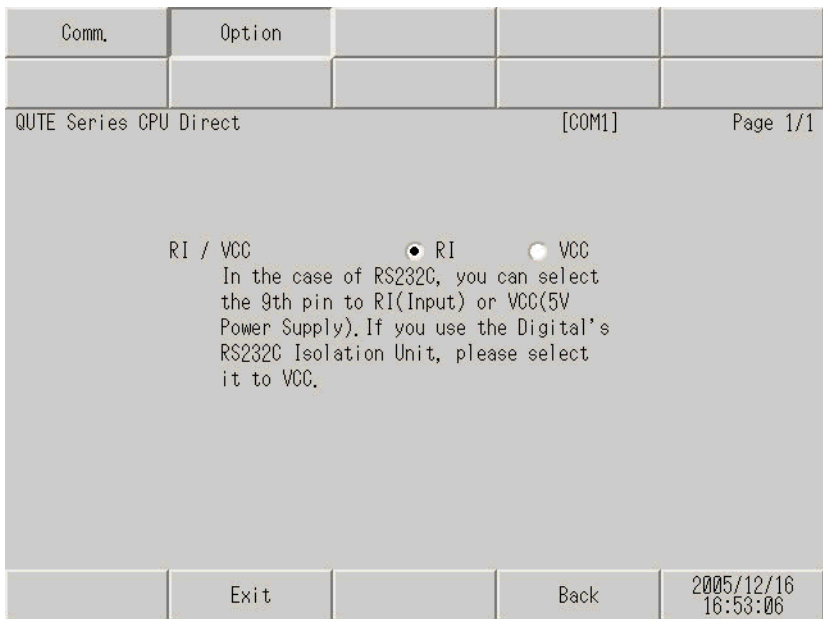 Comm. Option
QUTE Series CPU Direct [COM1] Page 1/1
RI / VCC RI VCC
In the case of RS232C, you can select
the 9th pin to RI(Input) or VCC(5V
Power Supply).If you use the Digital's
RS232C Isolation Unit, please select
it to VCC.
Exit Back 2005/12/16
16:53:06